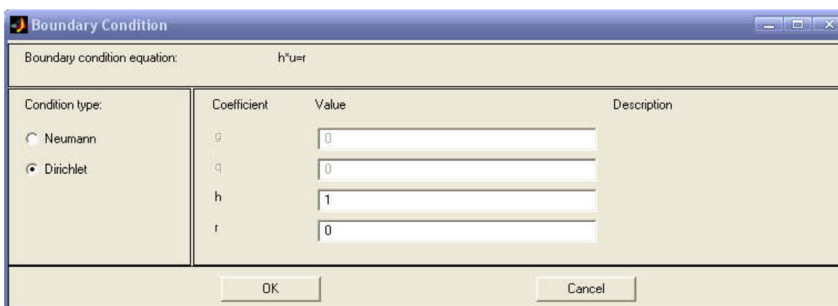 Boundary Condition
Boundary condition equation: h*u=r
Condition type: Coefficient Value Description
Neumann g 0
Dirichlet q 0
h 1
r 0
OK Cancel